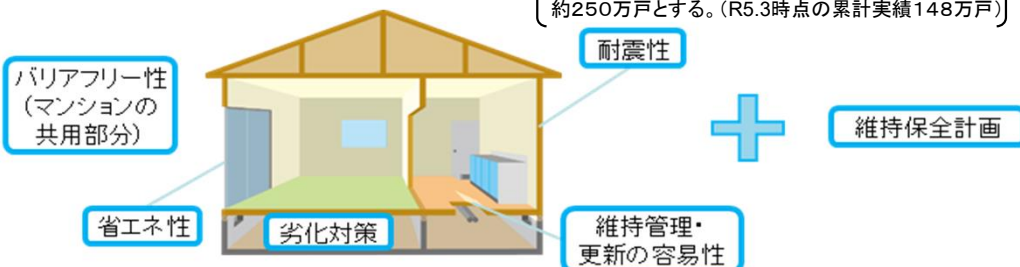 約250万戸とする。(R5.3時点の累計実績148万戸)
耐震性
バリアフリー性
(マンションの
共用部分)
維持保全計画
省エネ性
劣化対策
維持管理・
更新の容易性